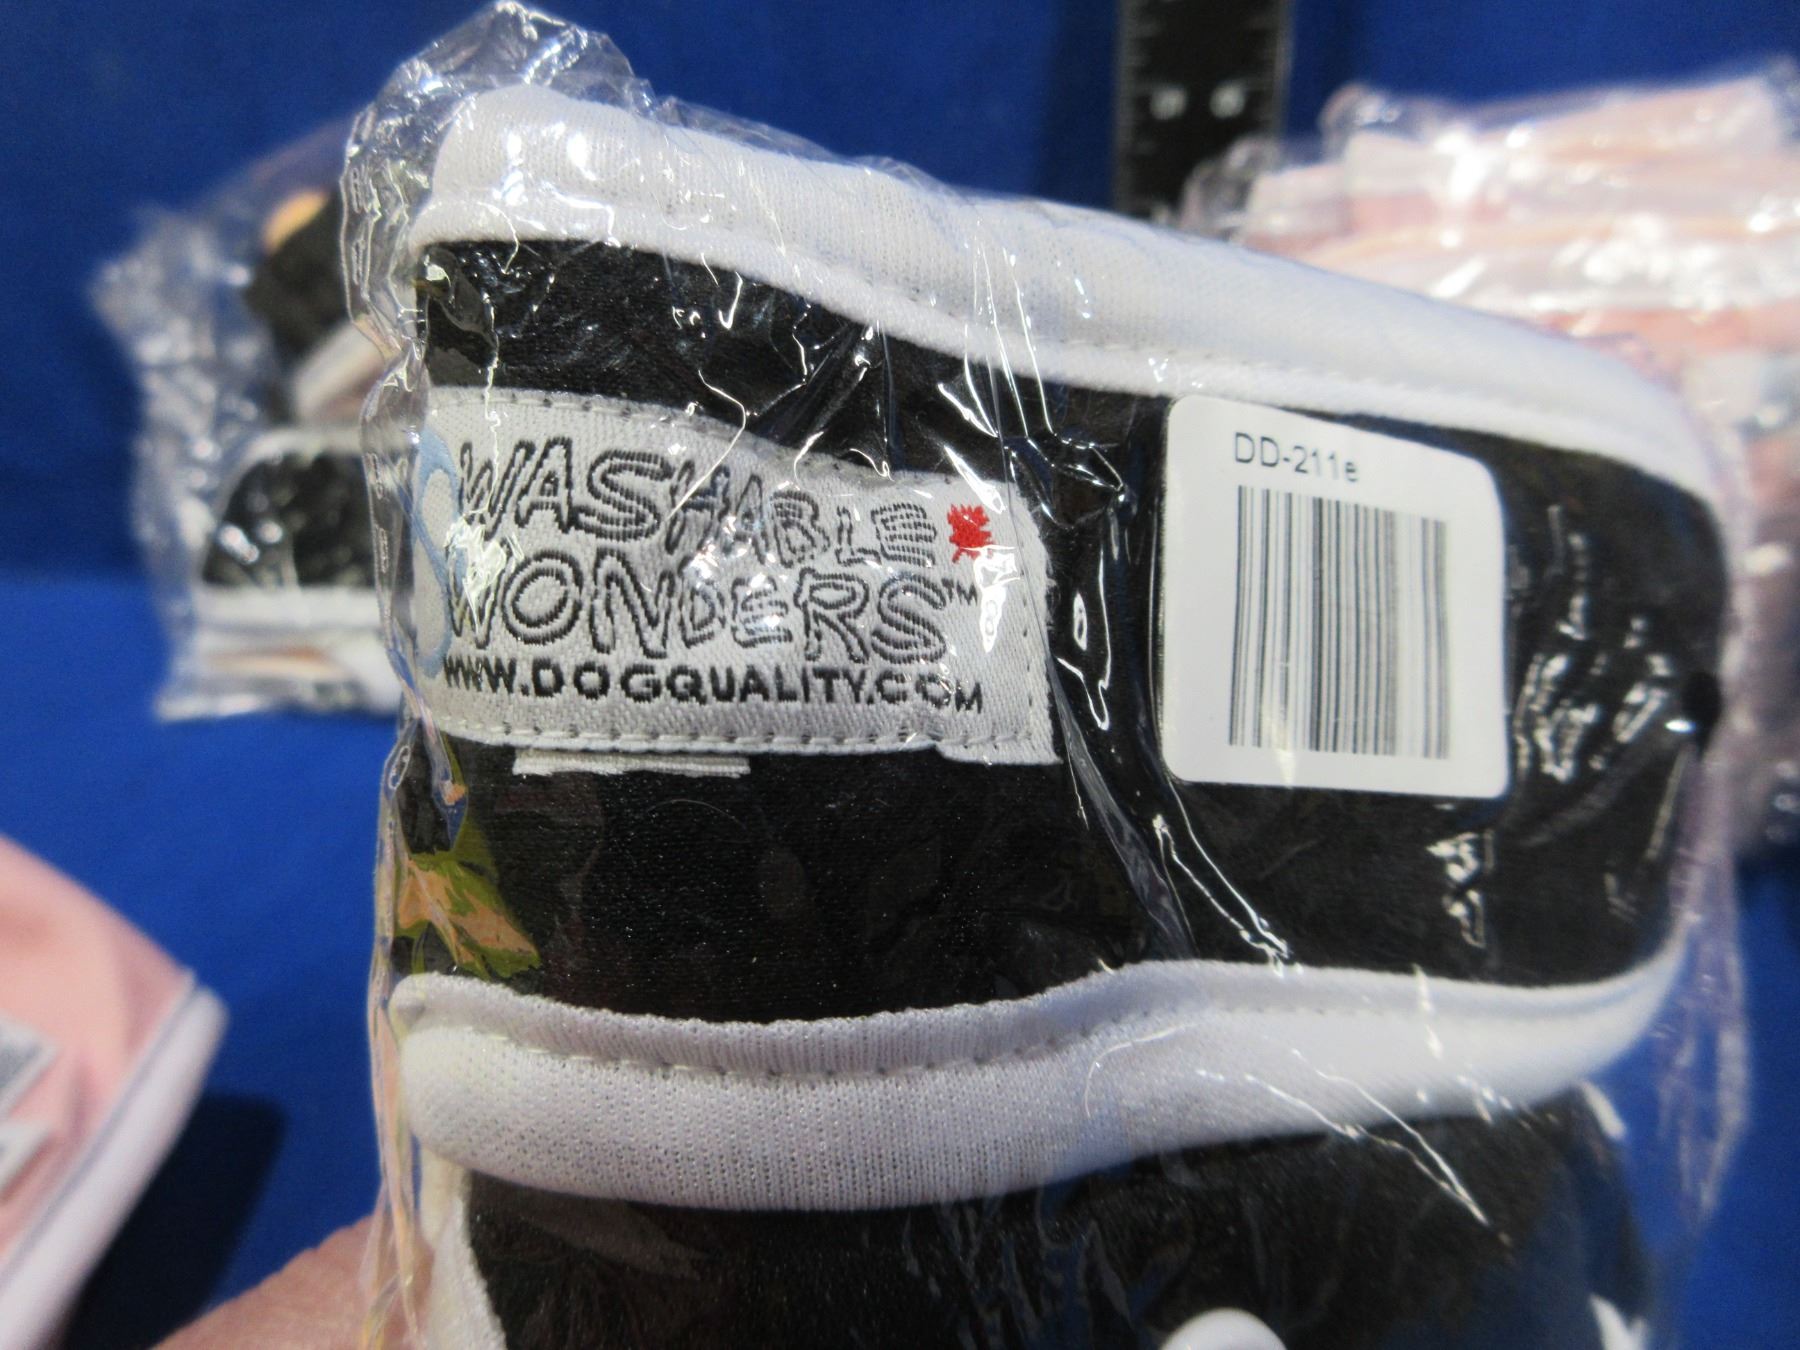 WASHABLE
WONDERS™
WWW.DOGQUALITY.COM
DD-211e